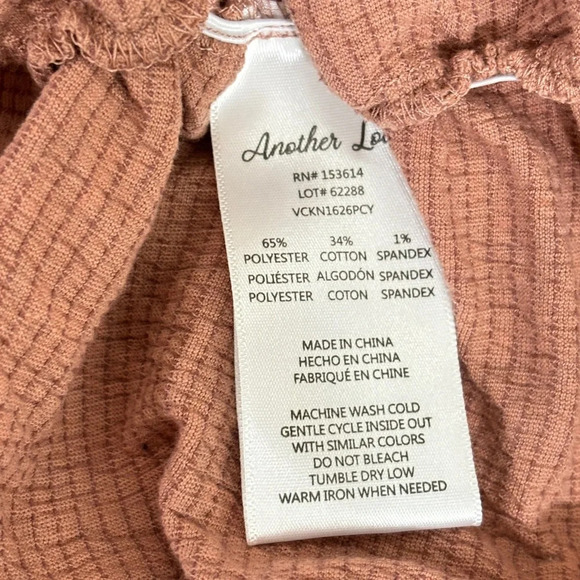 Another
RN# 153614
LOT# 62288
VCKN1626PCY
65% 34% 1%
POLYESTER COTTON SPANDEX
POLIÉSTER ALGODÓN SPANDEX
POLYESTER COTON SPANDEX
MADE IN CHINA
HECHO EN CHINA
FABRIQUÉ EN CHINE
MACHINE WASH COLD
GENTLE CYCLE INSIDE OUT
WITH SIMILAR COLORS
DO NOT BLEACH
TUMBLE DRY LOW
WARM IRON WHEN NEEDED